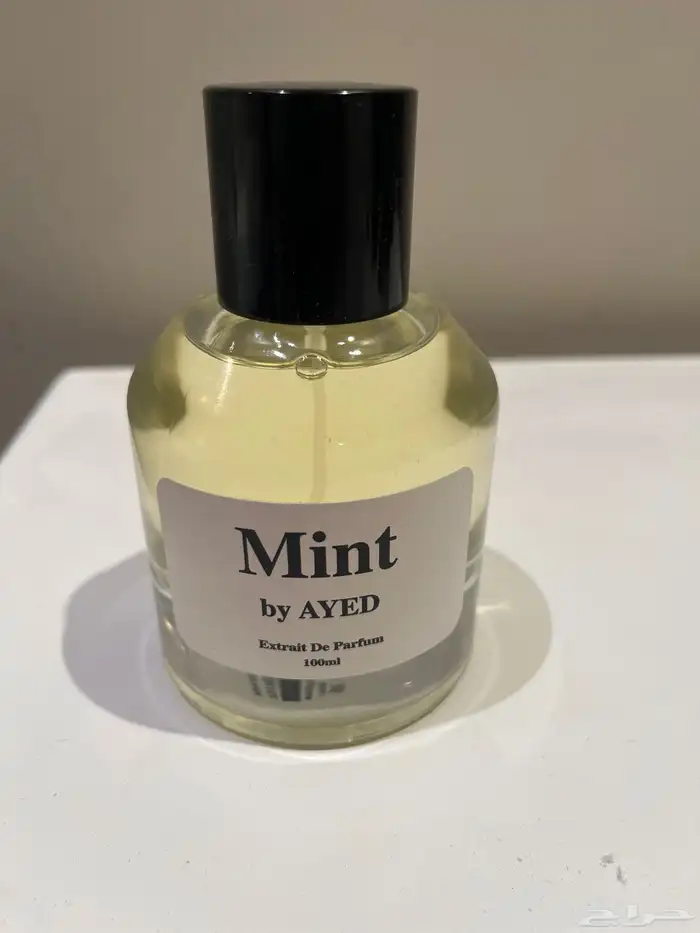 Mint
by AYED
Extrait De Parfum
100ml
حراج